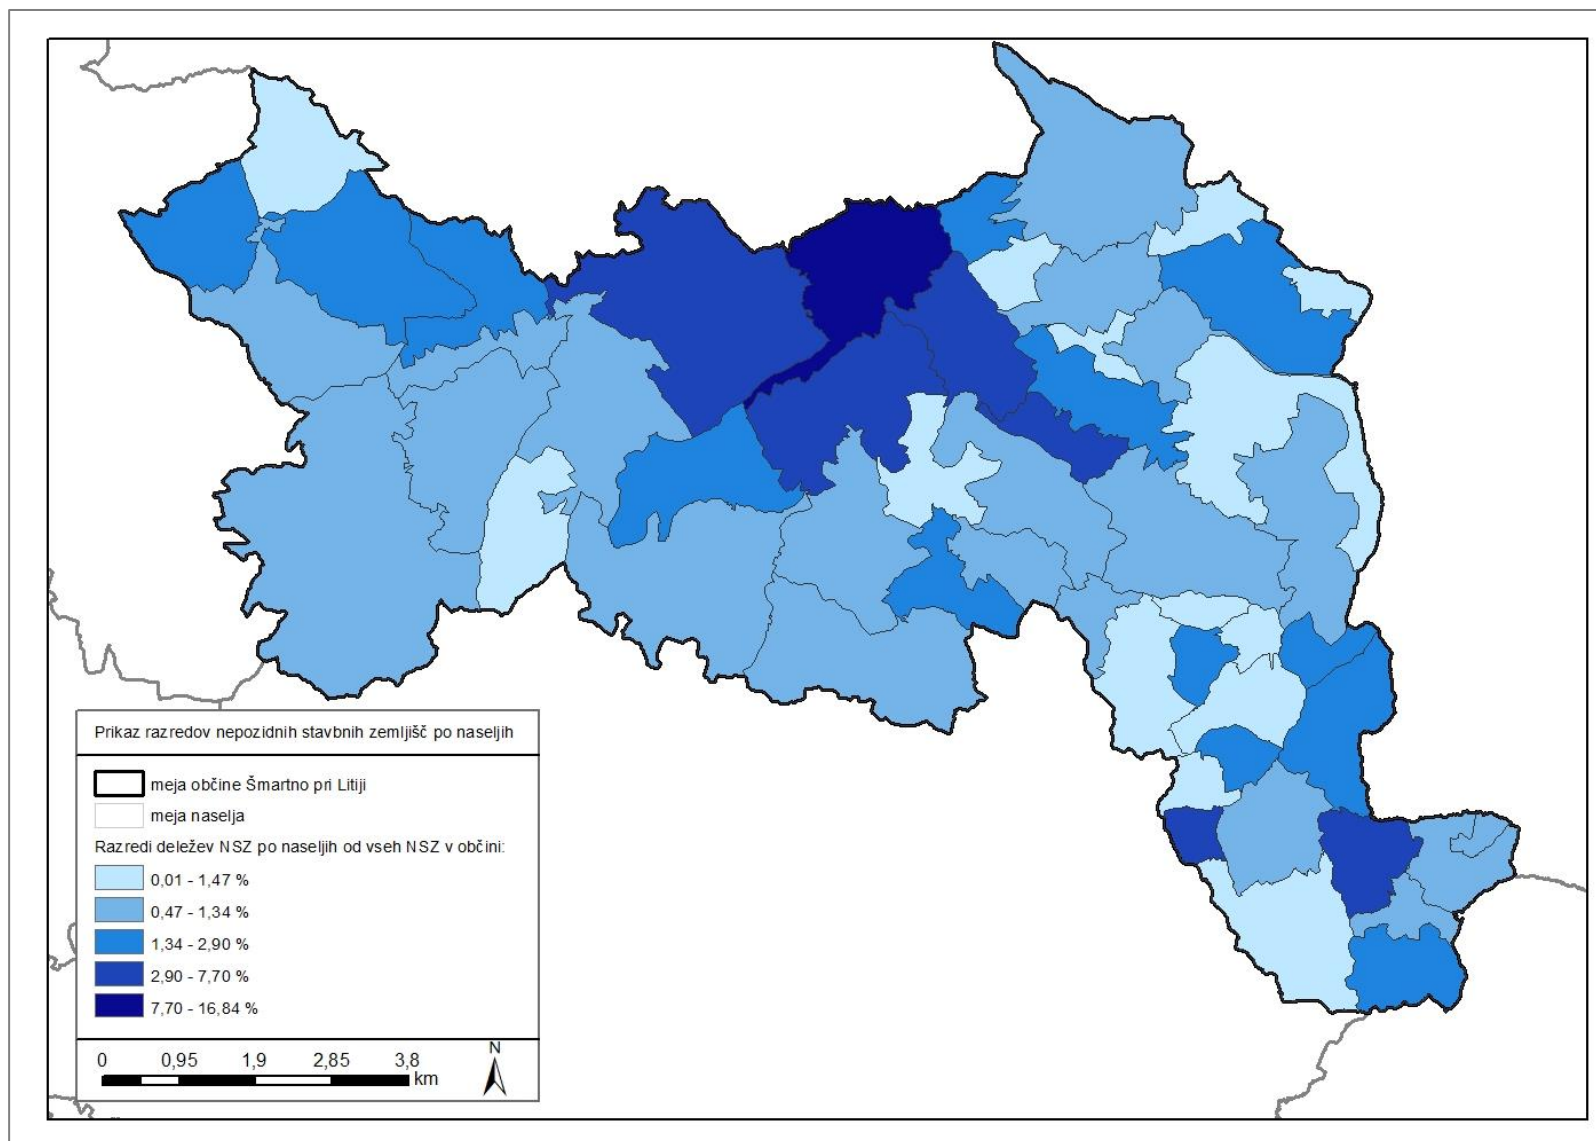 Prikaz razredov nepozidnih stavbnih zemljišč po naseljih
meja občine Šmartno pri Litiji
meja naselja
Razredi deležev NSZ po naseljih od vseh NSZ v občini:
0,01 - 1,47 %
0,47 - 1,34 %
1,34 - 2,90 %
2,90 - 7,70 %
7,70 - 16,84 %
N
0 0,95 1,9 2,85 3,8
km